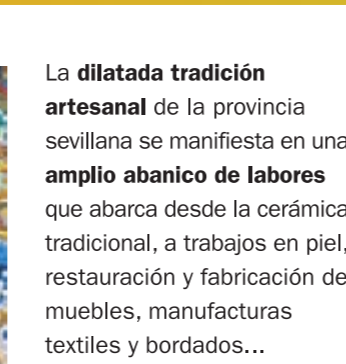 La dilatada tradición
artesanal de la provincia
sevillana se manifiesta en una
amplio abanico de labores
que abarca desde la cerámica
tradicional, a trabajos en piel,
restauración y fabricación de
muebles, manufacturas
textiles y bordados...